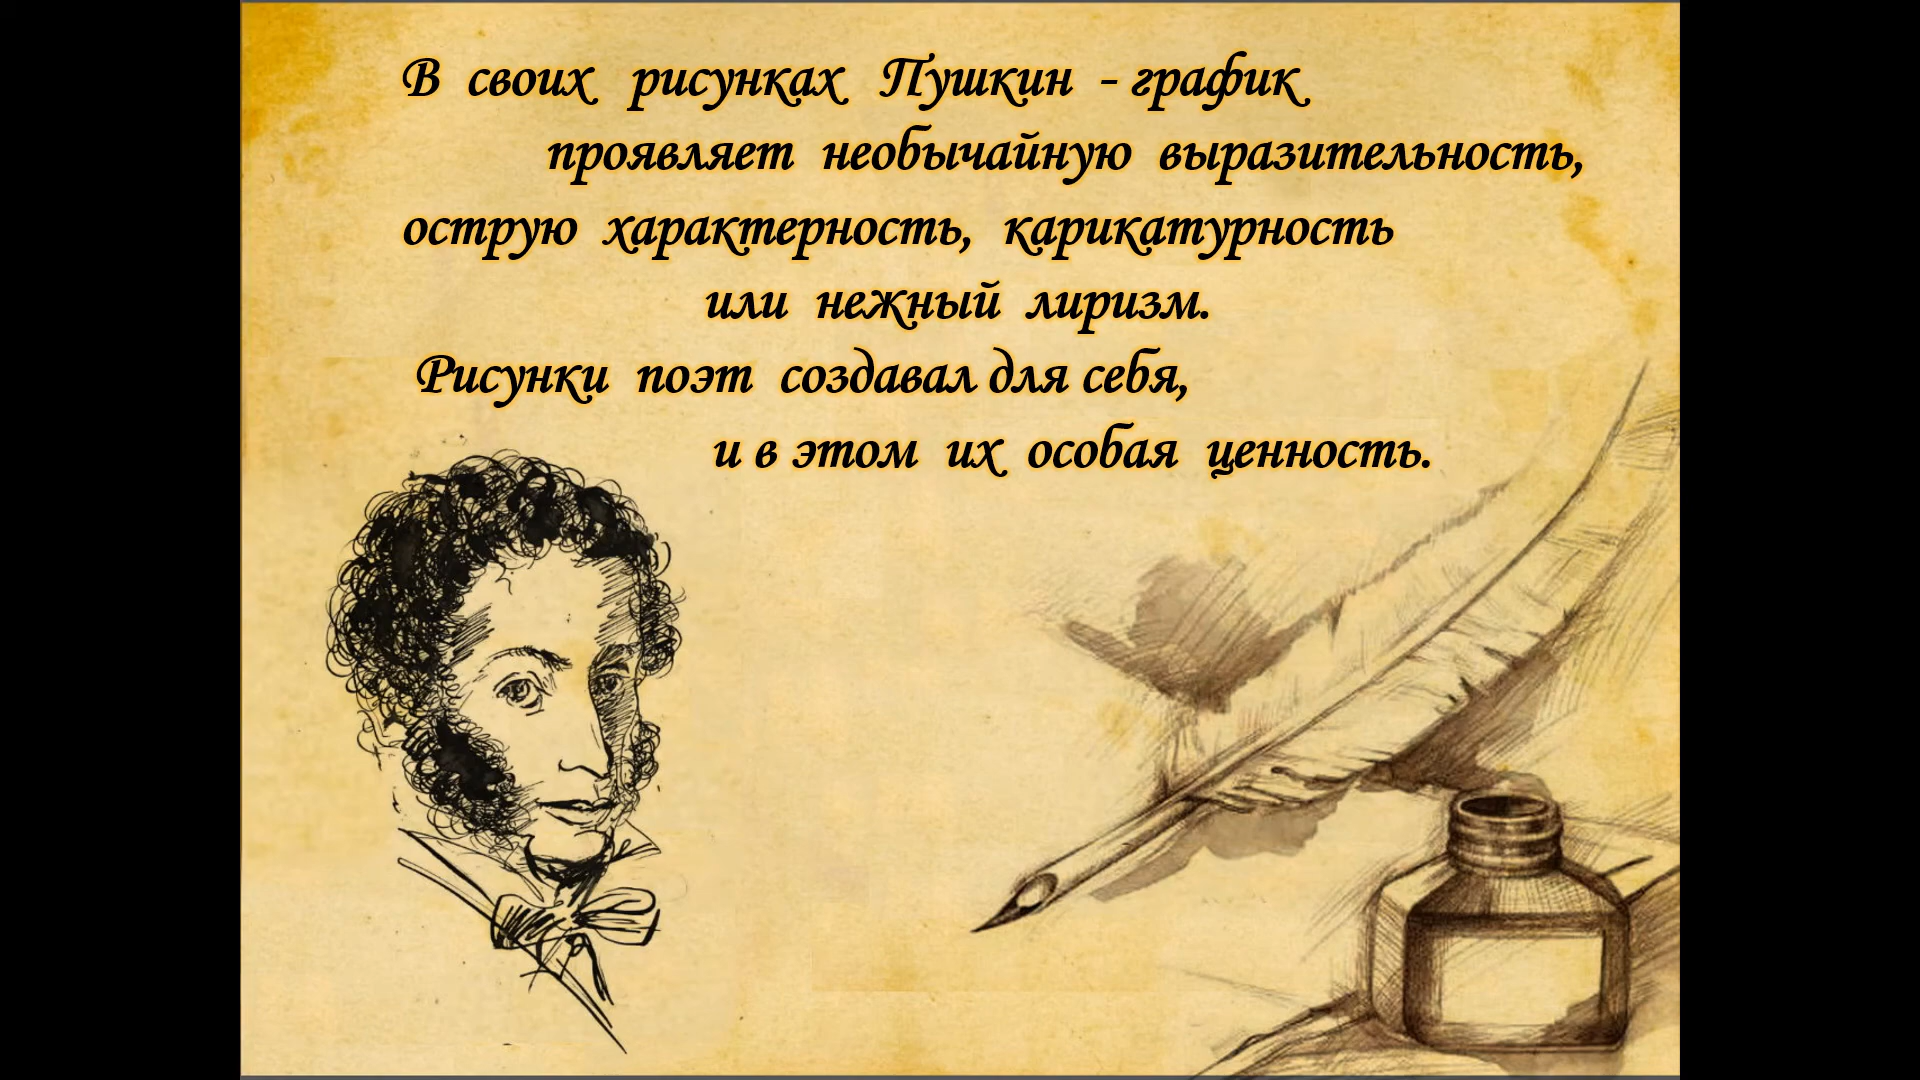 В своих рисунках Пушкин - график
проявляет необычайную выразительность,
острую характерность, карикатурность
или нежный лиризм.
Рисунки поэт создавал для себя,
и в этом их особая ценность.